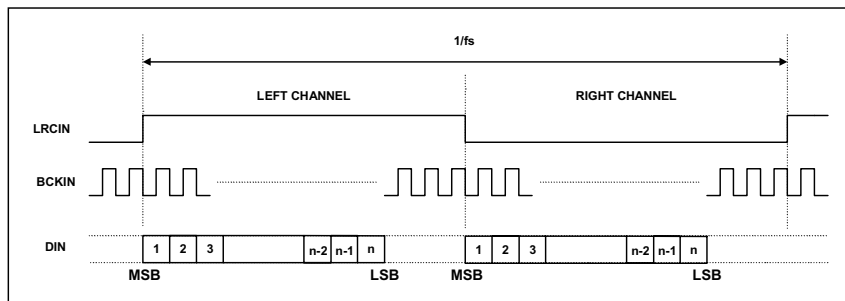 1/fs
LEFT CHANNEL RIGHT CHANNEL
LRCIN
BCKIN
DIN 1 2 3 n-2 n-1 n 1 2 3 n-2 n-1 n
MSB LSB MSB LSB